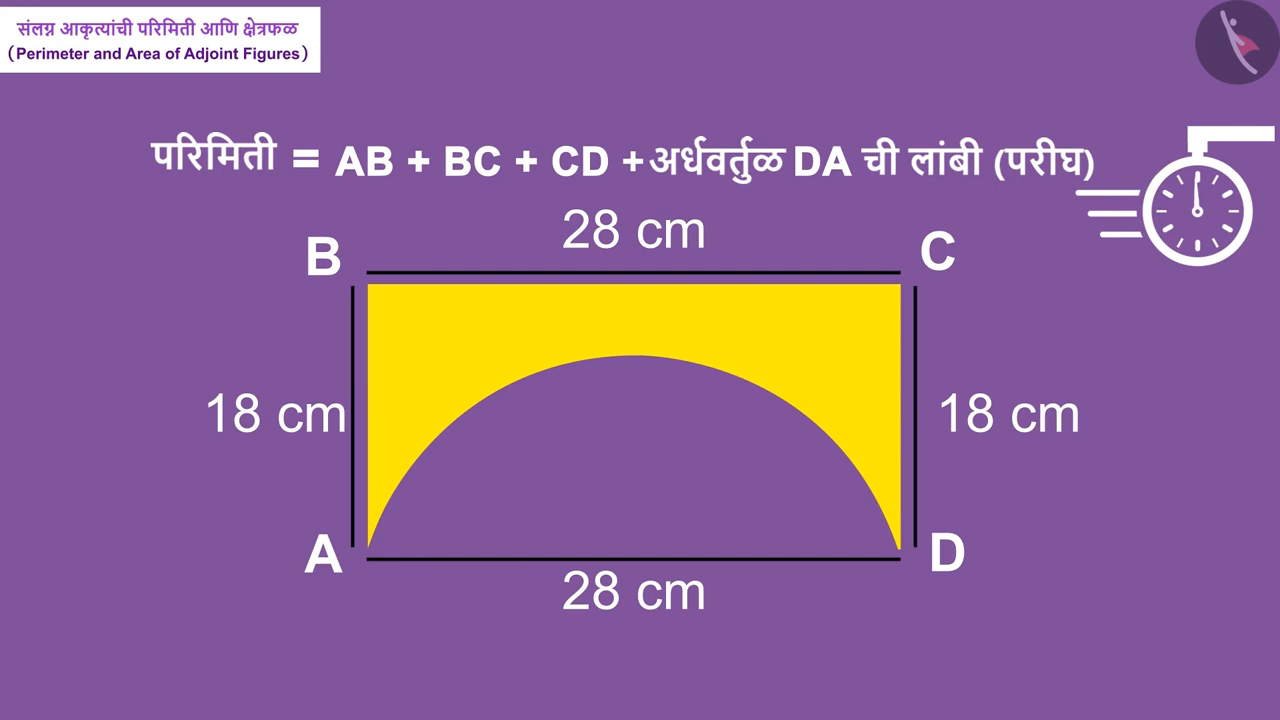 संलग्न आकृत्यांची परिमिती आणि क्षेत्रफळ
(Perimeter and Area of Adjoint Figures)
परिमिती = AB + BC + CD + अर्धवर्तुळ DA ची लांबी (परीघ)
28 cm
B
C
18 cm
18 cm
A
D
28 cm